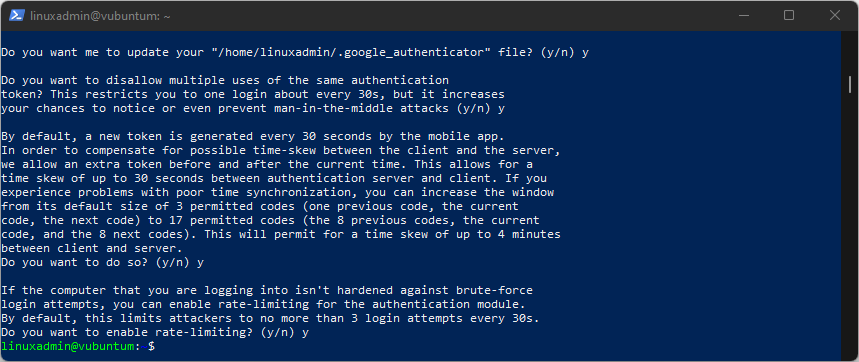 linuxadmin@vubuntum: ~
Do you want me to update your "/home/linuxadmin/.google_authenticator" file? (y/n) y
Do you want to disallow multiple uses of the same authentication
token? This restricts you to one login about every 30s, but it increases
your chances to notice or even prevent man-in-the-middle attacks (y/n) y
By default, a new token is generated every 30 seconds by the mobile app.
In order to compensate for possible time-skew between the client and the server,
we allow an extra token before and after the current time. This allows for a
time skew of up to 30 seconds between authentication server and client. If you
experience problems with poor time synchronization, you can increase the window
from its default size of 3 permitted codes (one previous code, the current
code, the next code) to 17 permitted codes (the 8 previous codes, the current
code, and the 8 next codes). This will permit for a time skew of up to 4 minutes
between client and server.
Do you want to do so? (y/n) y
If the computer that you are logging into isn't hardened against brute-force
login attempts, you can enable rate-limiting for the authentication module.
By default, this limits attackers to no more than 3 login attempts every 30s.
Do you want to enable rate-limiting? (y/n) y
linuxadmin@vubuntum: $